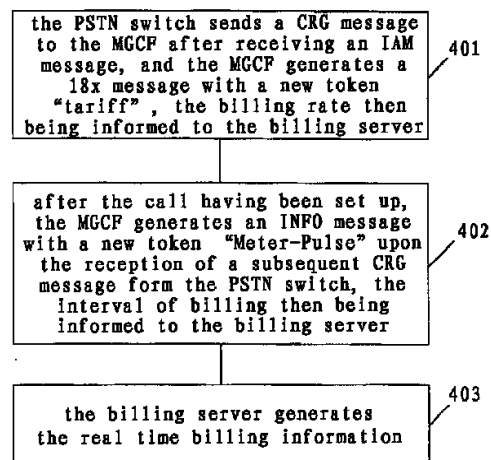 the PSTN switch sends a CRG message
to the MGCF after receiving an IAM
message, and the MGCF generates a
18x message with a new token
“tariff”, the billing rate then
being informed to the billing server
401
after the call having been set up,
the MGCF generates an INFO message
with a new token “Meter-Pulse” upon
the reception of a subsequent CRG
message form the PSTN switch, the
interval of billing then being
informed to the billing server
402
the billing server generates
the real time billing information
403